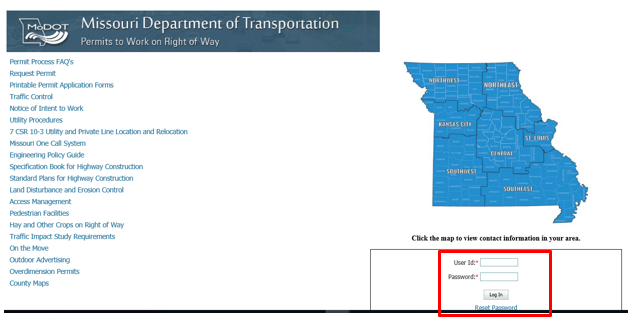 MoDOT
Missouri Department of Transportation
Permits to Work on Right of Way
Permit Process FAQ's
Request Permit
Printable Permit Application Forms
Traffic Control
Notice of Intent to Work
Utility Procedures
7 CSR 10-3 Utility and Private Line Location and Relocation
Missouri One Call System
Engineering Policy Guide
Specification Book for Highway Construction
Standard Plans for Highway Construction
Land Disturbance and Erosion Control
Access Management
Pedestrian Facilities
Hay and Other Crops on Right of Way
Traffic Impact Study Requirements
On the Move
Outdoor Advertising
Overdimension Permits
County Maps
NORTHWEST
NORTHEAST
KANSAS CITY
ST. LOUIS
CENTRAL
SOUTHWEST
SOUTHEAST
Click the map to view contact information in your area.
User Id:*
Password:*
Log In
Reset Password